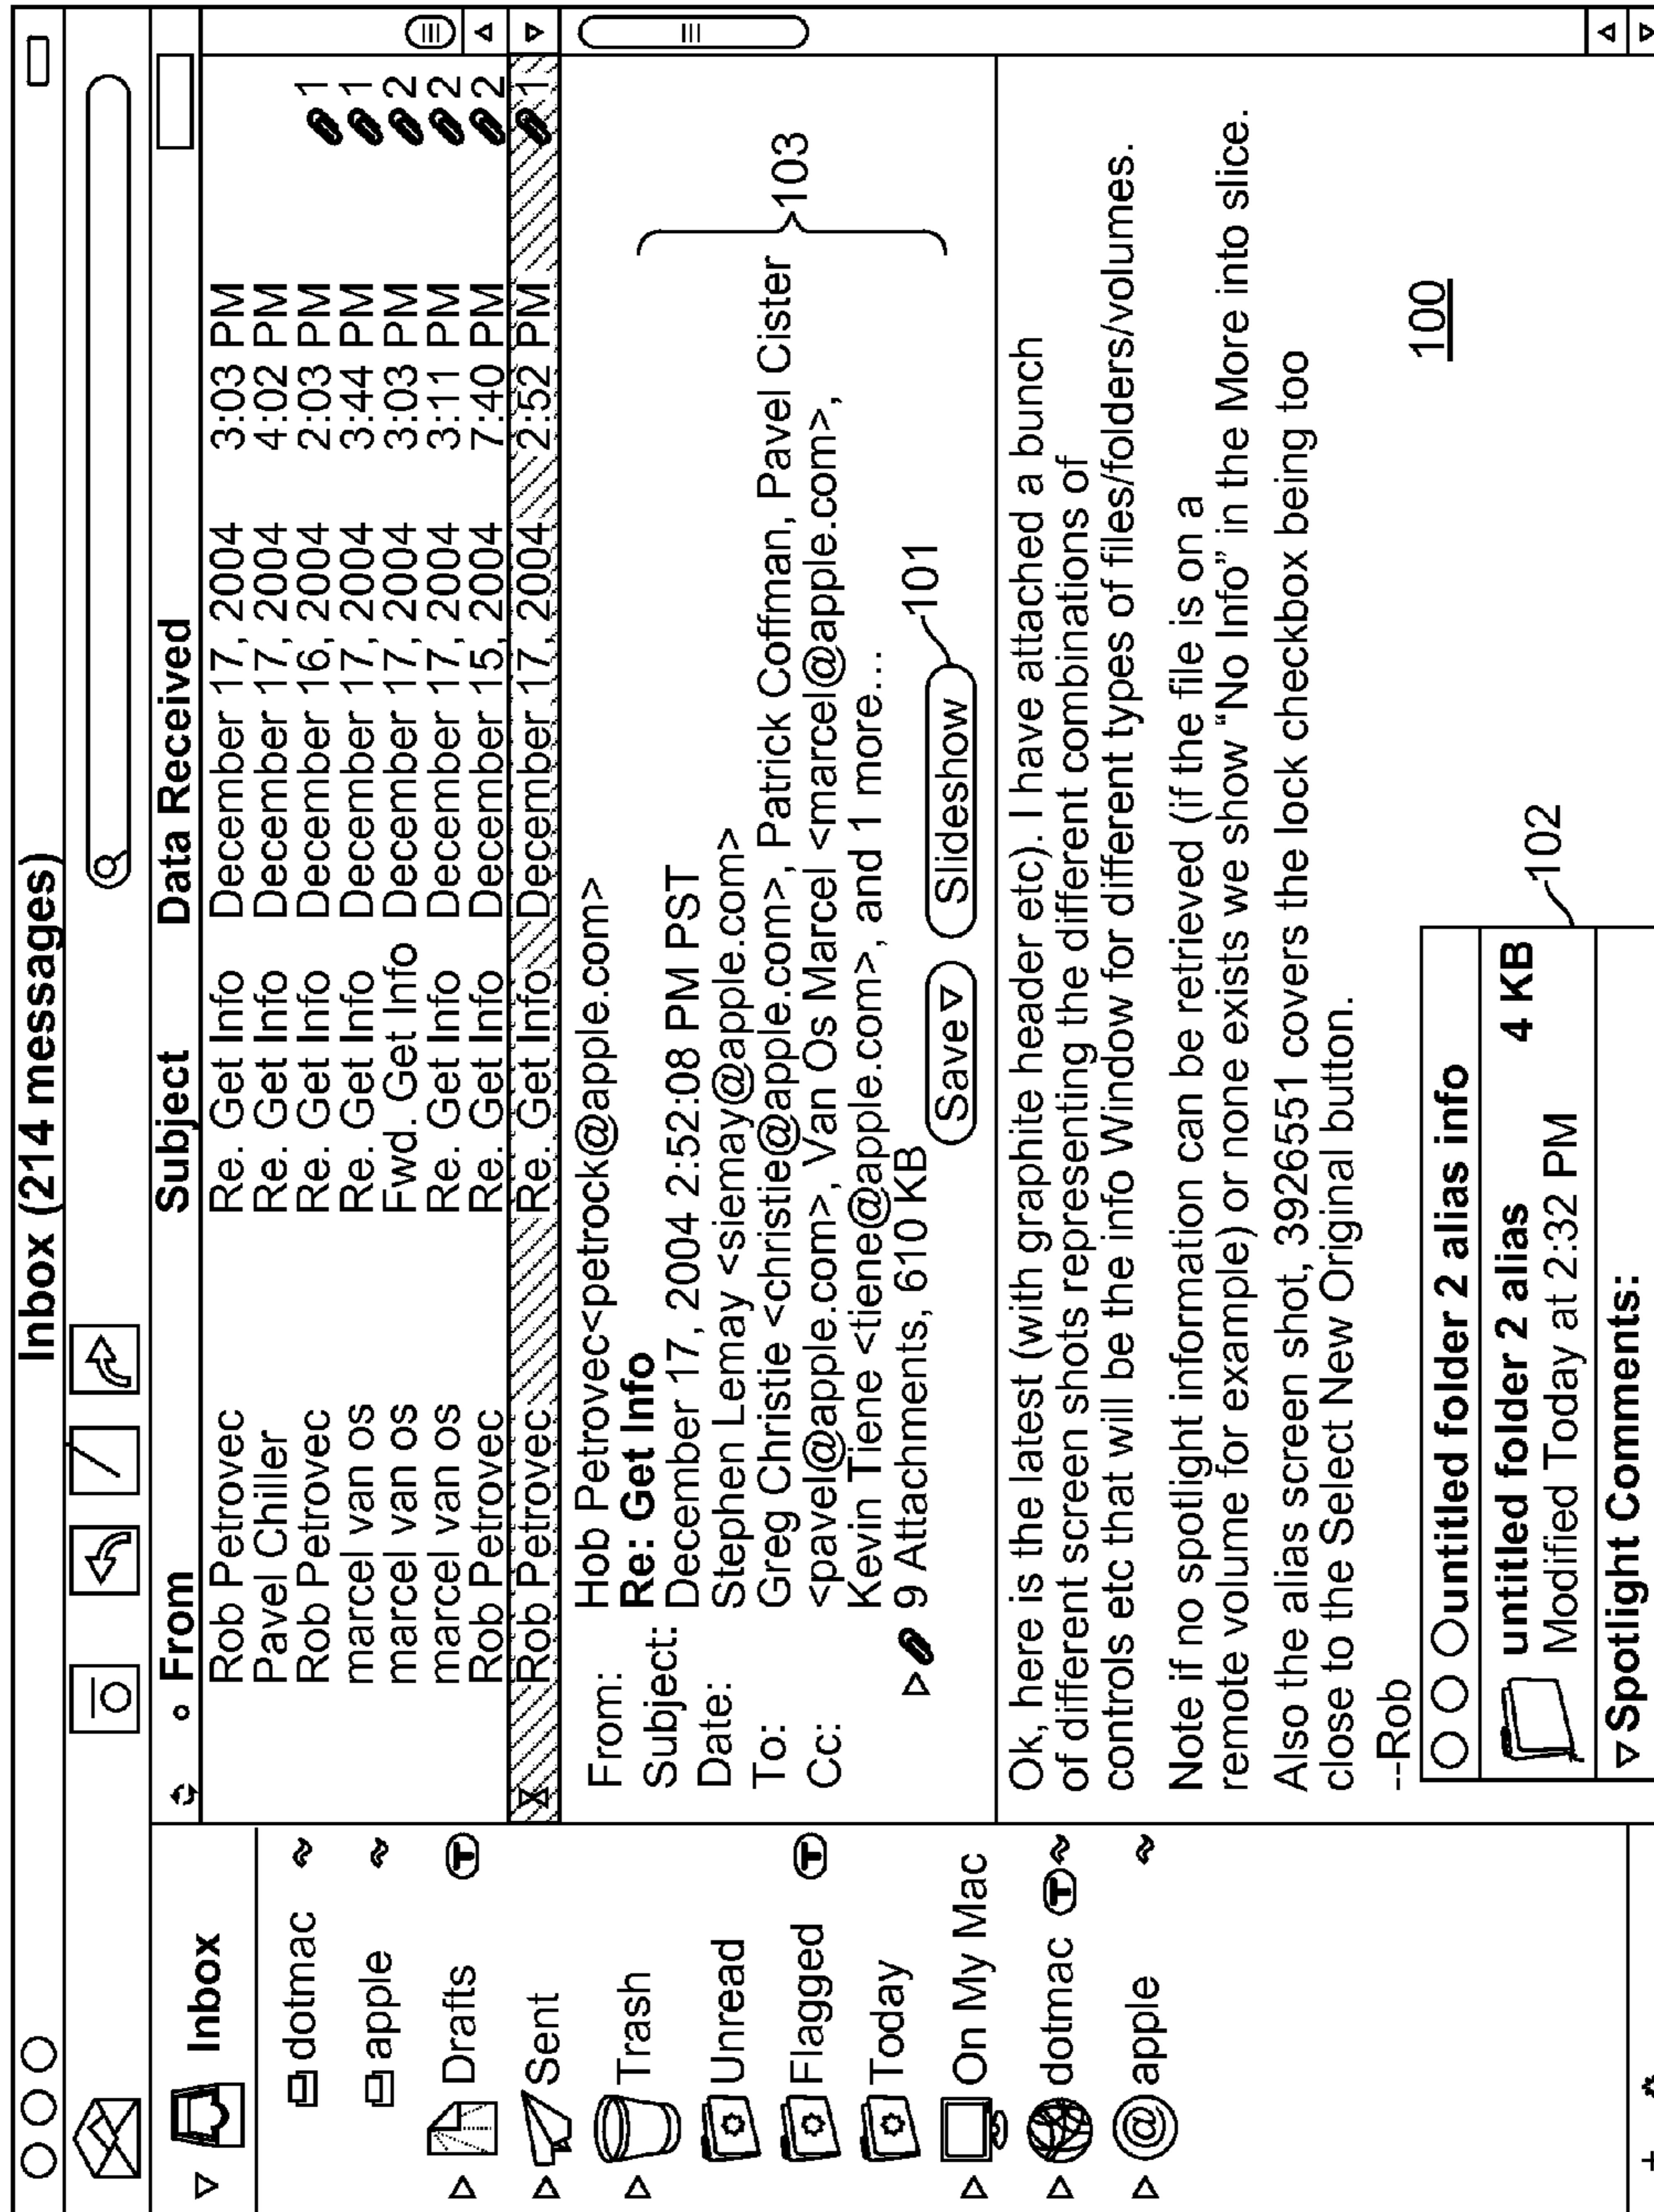 Inbox (214 messages)
From Subject Data Received
Rob Petrovec Re. Get Info December 17, 2004 3:03 PM
Pavel Chiller Re. Get Info December 17, 2004 4:02 PM
Rob Petrovec Re. Get Info December 16, 2004 2:03 PM 1
marcel van os Re. Get Info December 17, 2004 3:44 PM 1
marcel van os Fwd. Get Info December 17, 2004 3:03 PM 2
marcel van os Re. Get Info December 17, 2004 3:11 PM 2
Rob Petrovec Re. Get Info December 15, 2004 7:40 PM 2
Rob Petrovec Re. Get Info December 17, 2004 2:52 PM 1
Inbox
dotmac
apple
Drafts
Sent
Trash
Unread
Flagged
Today
On My Mac
dotmac
apple
From: Hob Petrovec<petrock@apple.com>
Subject: Re: Get Info
Date: December 17, 2004 2:52:08 PM PST
To: Stephen Lemay <siemay@apple.com>
Cc: Greg Christie <christie@apple.com>, Patrick Coffman, Pavel Cister
<pavel@apple.com>, Van Os Marcel <marcel@apple.com>,
Kevin Tiene <tiene@apple.com>, and 1 more...
103
9 Attachments, 610 KB Save Slideshow 101
Ok, here is the latest (with graphite header etc). I have attached a bunch
of different screen shots representing the different combinations of
controls etc that will be the info Window for different types of files/folders/volumes.
Note if no spotlight information can be retrieved (if the file is on a
remote volume for example) or none exists we show “No Info” in the More into slice.
Also the alias screen shot, 3926551 covers the lock checkbox being too
close to the Select New Original button.
--Rob
100
untitled folder 2 alias info
untitled folder 2 alias 4 KB
Modified Today at 2:32 PM
Spotlight Comments:
102